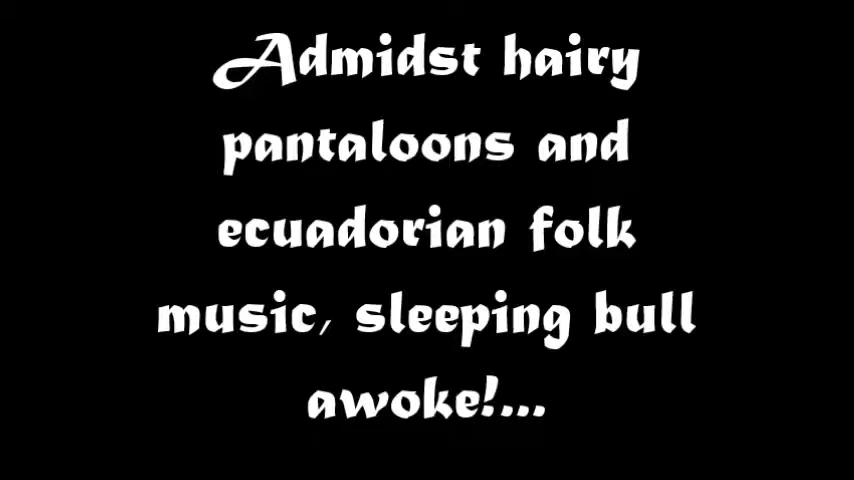 Admidst hairy
pantaloons and
ecuadorian folk
music, sleeping bull
awoke!...